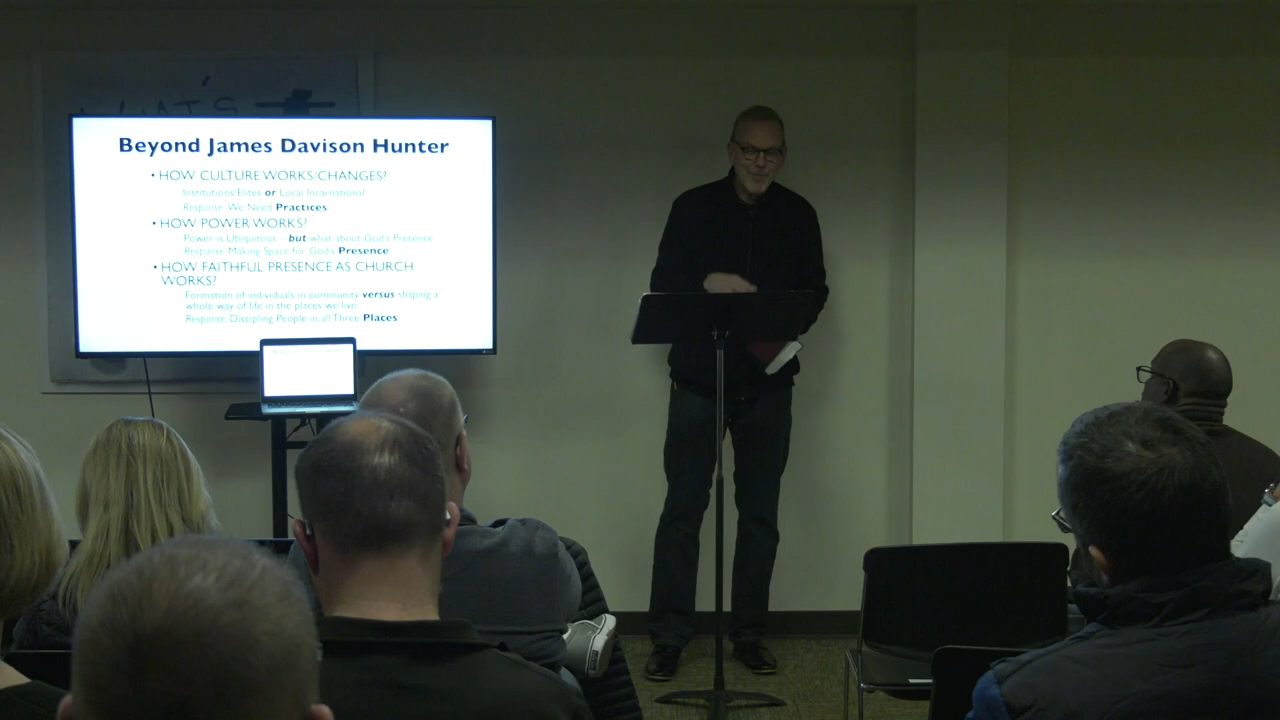 WHAT'S
Beyond James Davison Hunter
• HOW CULTURE WORKS/CHANGES?
Institutions/Elites or Local Incarnational
Response: We Need Practices
• HOW POWER WORKS?
Power is Ubiquitous but what about God's Presence
Response: Making Space for God's Presence
• HOW FAITHFUL PRESENCE AS CHURCH
WORKS?
Formation of individuals in community versus shaping a
whole way of life in the places we live.
Response: Discipling People in all Three Places